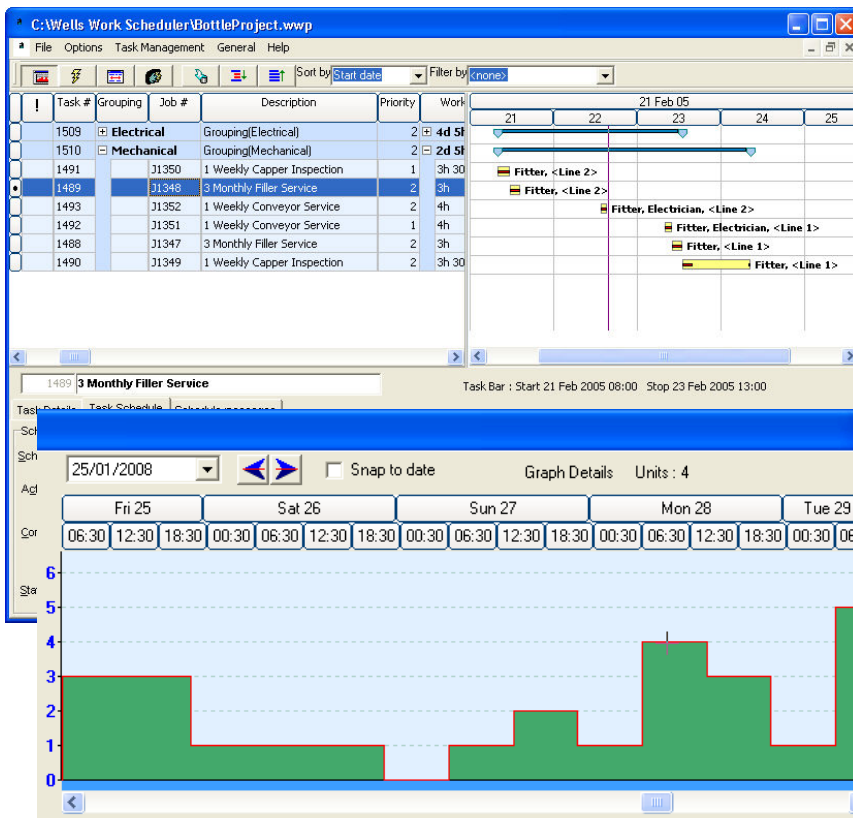 C:\Wells Work Scheduler\BottleProject.wwp
File Options Task Management General Help
Sort by Start date Filter by <none>
! Task # Grouping Job # Description Priority Work 21 Feb 05
21 22 23 24 25
1509 Electrical Grouping(Electrical) 2 4d 5h
1510 Mechanical Grouping(Mechanical) 2 2d 5h
1491 J1350 1 Weekly Capper Inspection 1 3h 30 Fitter, <Line 2>
1489 J1348 3 Monthly Filler Service 2 3h Fitter, <Line 2>
1493 J1352 1 Weekly Conveyor Service 2 4h Fitter, Electrician, <Line 2>
1492 J1351 1 Weekly Conveyor Service 1 4h Fitter, Electrician, <Line 1>
1488 J1347 3 Monthly Filler Service 2 3h Fitter, <Line 1>
1490 J1349 1 Weekly Capper Inspection 2 3h 30 Fitter, <Line 1>
1489 3 Monthly Filler Service Task Bar : Start 21 Feb 2005 08:00 Stop 23 Feb 2005 13:00
Task Details Task Schedule
Sch
Sch
25/01/2008 Snap to date Graph Details Units : 4
Fri 25 Sat 26 Sun 27 Mon 28 Tue 29
06:30 12:30 18:30 00:30 06:30 12:30 18:30 00:30 06:30 12:30 18:30 00:30 06:30 12:30 18:30 00:30 06
Cor
Sta
6
5
4
3
2
1
0